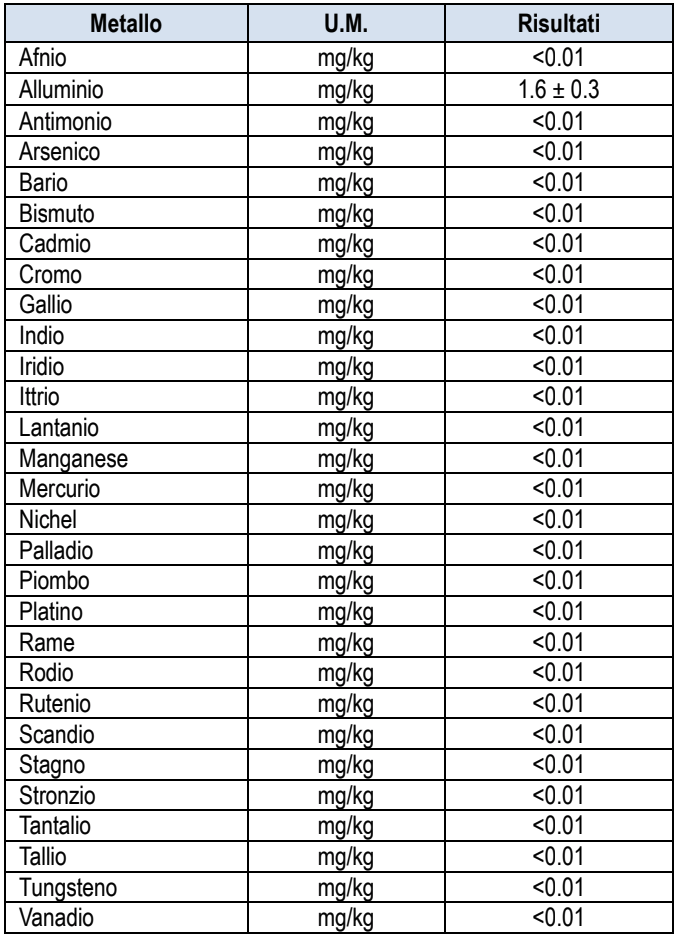 Metallo U.M. Risultati
Afnio mg/kg <0.01
Alluminio mg/kg 1.6 ± 0.3
Antimonio mg/kg <0.01
Arsenico mg/kg <0.01
Bario mg/kg <0.01
Bismuto mg/kg <0.01
Cadmio mg/kg <0.01
Cromo mg/kg <0.01
Gallio mg/kg <0.01
Indio mg/kg <0.01
Iridio mg/kg <0.01
Ittrio mg/kg <0.01
Lantanio mg/kg <0.01
Manganese mg/kg <0.01
Mercurio mg/kg <0.01
Nichel mg/kg <0.01
Palladio mg/kg <0.01
Piombo mg/kg <0.01
Platino mg/kg <0.01
Rame mg/kg <0.01
Rodio mg/kg <0.01
Rutenio mg/kg <0.01
Scandio mg/kg <0.01
Stagno mg/kg <0.01
Stronzio mg/kg <0.01
Tantalio mg/kg <0.01
Tallio mg/kg <0.01
Tungsteno mg/kg <0.01
Vanadio mg/kg <0.01